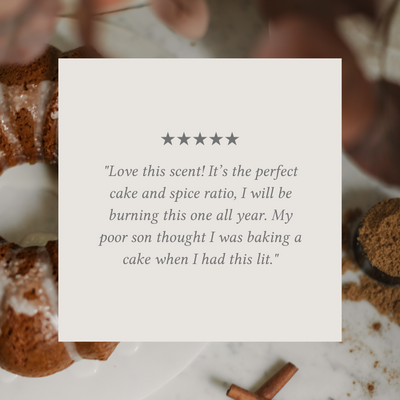 ★★★★★
"Love this scent! It’s the perfect
cake and spice ratio, I will be
burning this one all year. My
poor son thought I was baking a
cake when I had this lit."